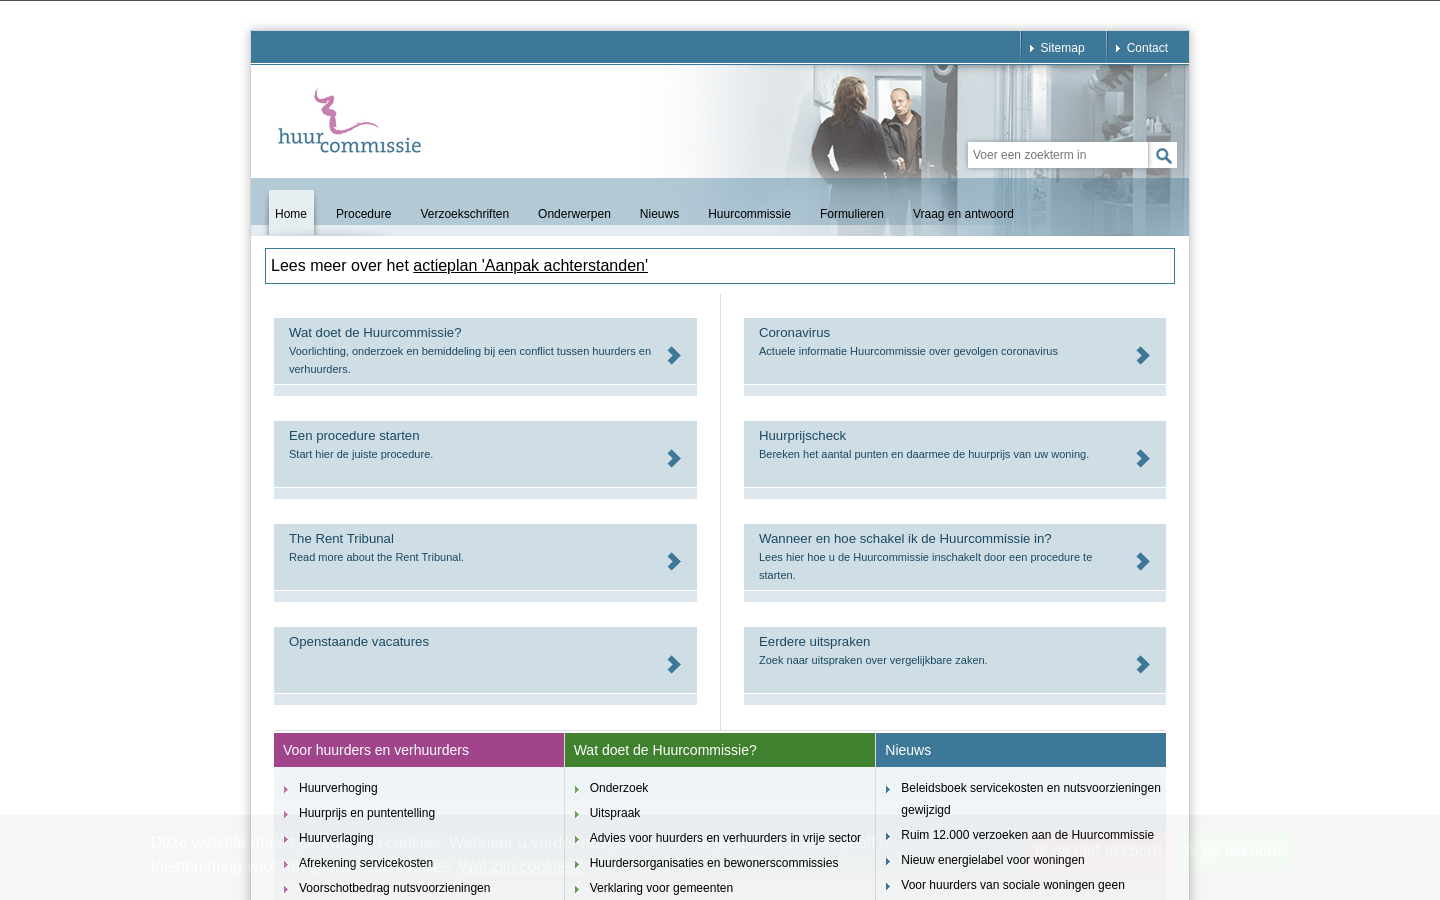 Sitemap
Contact
huurcommissie
Voer een zoekterm in
Home
Procedure
Verzoekschriften
Onderwerpen
Nieuws
Huurcommissie
Formulieren
Vraag en antwoord
Lees meer over het actieplan 'Aanpak achterstanden'
Wat doet de Huurcommissie?
Voorlichting, onderzoek en bemiddeling bij een conflict tussen huurders en
verhuurders.
Coronavirus
Actuele informatie Huurcommissie over gevolgen coronavirus
Een procedure starten
Start hier de juiste procedure.
Huurprijscheck
Bereken het aantal punten en daarmee de huurprijs van uw woning.
The Rent Tribunal
Read more about the Rent Tribunal.
Wanneer en hoe schakel ik de Huurcommissie in?
Lees hier hoe u de Huurcommissie inschakelt door een procedure te
starten.
Openstaande vacatures
Eerdere uitspraken
Zoek naar uitspraken over vergelijkbare zaken.
Voor huurders en verhuurders
Huurverhoging
Huurprijs en puntentelling
Huurverlaging
Afrekening servicekosten
Voorschotbedrag nutsvoorzieningen
Wat doet de Huurcommissie?
Onderzoek
Uitspraak
Advies voor huurders en verhuurders in vrije sector
Huurdersorganisaties en bewonerscommissies
Verklaring voor gemeenten
Nieuws
Beleidsboek servicekosten en nutsvoorzieningen
gewijzigd
Ruim 12.000 verzoeken aan de Huurcommissie
Nieuw energielabel voor woningen
Voor huurders van sociale woningen geen
Deze website cookies. Wanneer u
toestemming voor cookies. Wat zijn cookies?
Ik ga niet akkoord
Ik ga akkoord